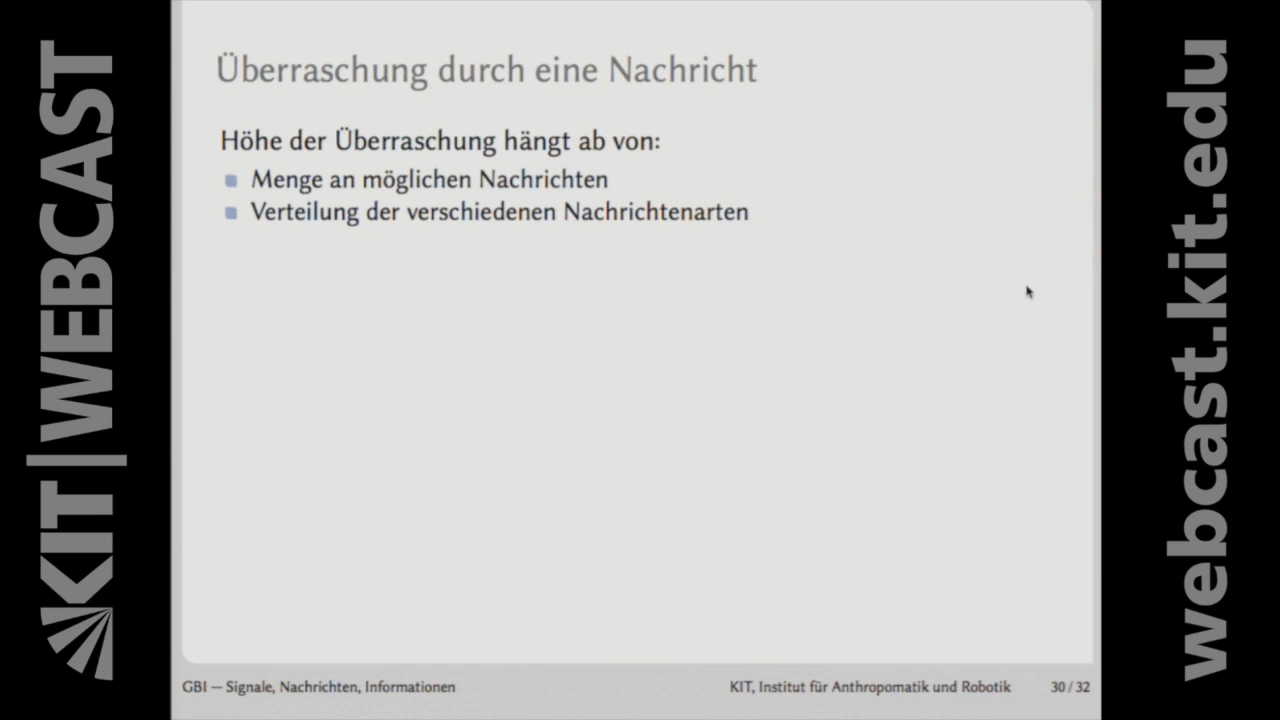 KIT|WEBCAST
Überraschung durch eine Nachricht
Höhe der Überraschung hängt ab von:
Menge an möglichen Nachrichten
Verteilung der verschiedenen Nachrichtenarten
GBI — Signale, Nachrichten, Informationen
KIT, Institut für Anthropomatik und Robotik
30 / 32
webcast.kit.edu